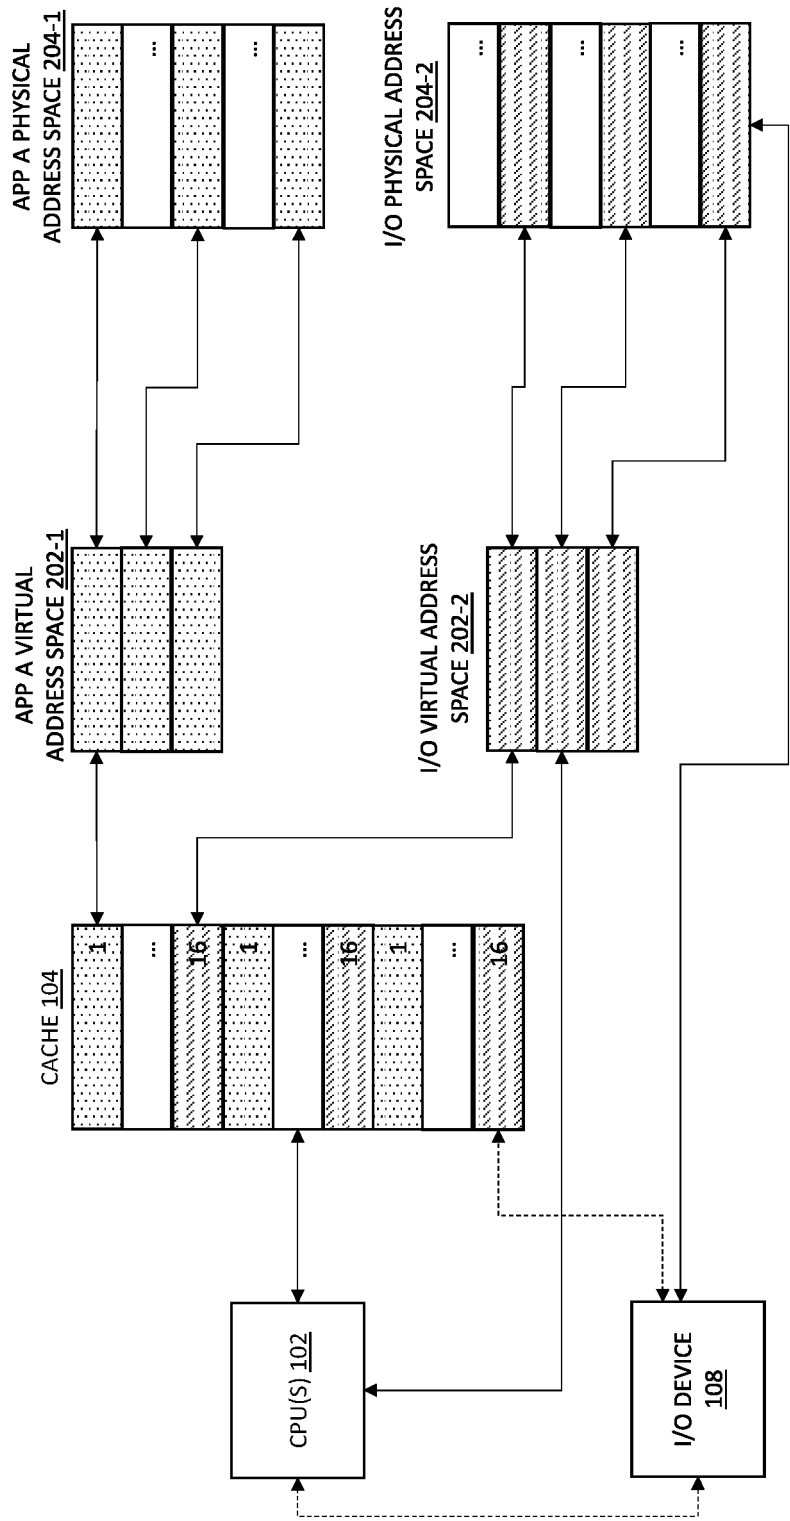 APP A PHYSICAL
ADDRESS SPACE 204-1
...
...
I/O PHYSICAL ADDRESS
SPACE 204-2
...
...
...
APP A VIRTUAL
ADDRESS SPACE 202-1
I/O VIRTUAL ADDRESS
SPACE 202-2
CACHE 104
1
...
16
1
...
16
1
...
16
CPU(S) 102
I/O DEVICE
108